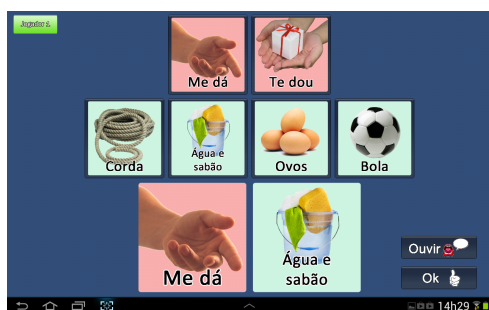 Jogador 1
Me dá
Te dou
Corda
Água e
sabão
Ovos
Bola
Me dá
Água e
sabão
Ouvir
Ok
14h29